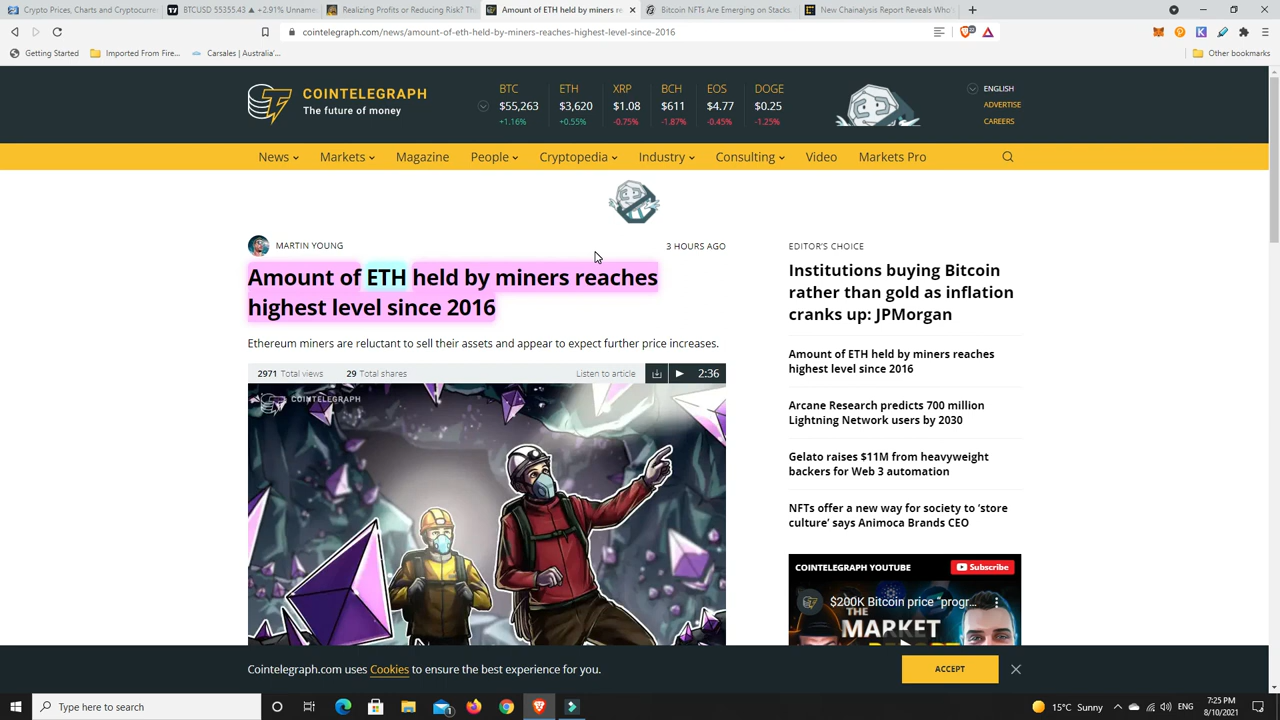 Crypto Prices, Charts and Cryptocurr
BTCUSD 55355.43 ▲ +2.91% Unname
Realizing Profits or Reducing Risk? Th
Amount of ETH held by miners re
Bitcoin NFTs Are Emerging on Stacks.
New Chainalysis Report Reveals Who
cointelegraph.com/news/amount-of-eth-held-by-miners-reaches-highest-level-since-2016
Getting Started
Imported From Fire...
Carsales | Australia'...
Other bookmarks
COINTELEGRAPH
The future of money
BTC ETH XRP BCH EOS DOGE
$55,263 $3,620 $1.08 $611 $4.77 $0.25
+1.16% +0.55% -0.75% -1.87% -0.45% -1.25%
ENGLISH
ADVERTISE
CAREERS
News Markets Magazine People Cryptopedia Industry Consulting Video Markets Pro
MARTIN YOUNG
3 HOURS AGO
Amount of ETH held by miners reaches
highest level since 2016
Ethereum miners are reluctant to sell their assets and appear to expect further price increases.
2971 Total views
29 Total shares
Listen to article
2:36
COINTELEGRAPH
EDITOR'S CHOICE
Institutions buying Bitcoin
rather than gold as inflation
cranks up: JPMorgan
Amount of ETH held by miners reaches
highest level since 2016
Arcane Research predicts 700 million
Lightning Network users by 2030
Gelato raises $11M from heavyweight
backers for Web 3 automation
NFTs offer a new way for society to ‘store
culture’ says Animoca Brands CEO
COINTELEGRAPH YOUTUBE
Subscribe
$200K Bitcoin price “progr...
THE
MARKET
Cointelegraph.com uses Cookies to ensure the best experience for you.
ACCEPT
Type here to search
15°C Sunny
ENG
7:25 PM
8/10/2021